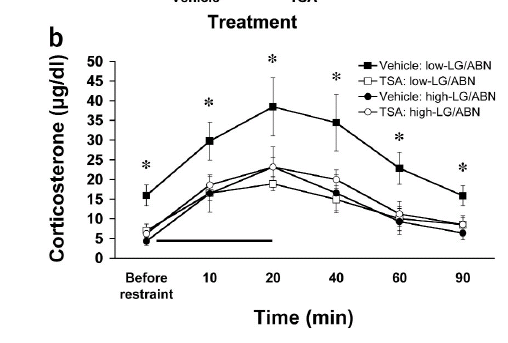 Vehicle TSA
Treatment
b
Corticosterone (µg/dl)
50
45
40
35
30
25
20
15
10
5
0
* * * * * *
Vehicle: low-LG/ABN
TSA: low-LG/ABN
Vehicle: high-LG/ABN
TSA: high-LG/ABN
Before restraint 10 20 40 60 90
Time (min)